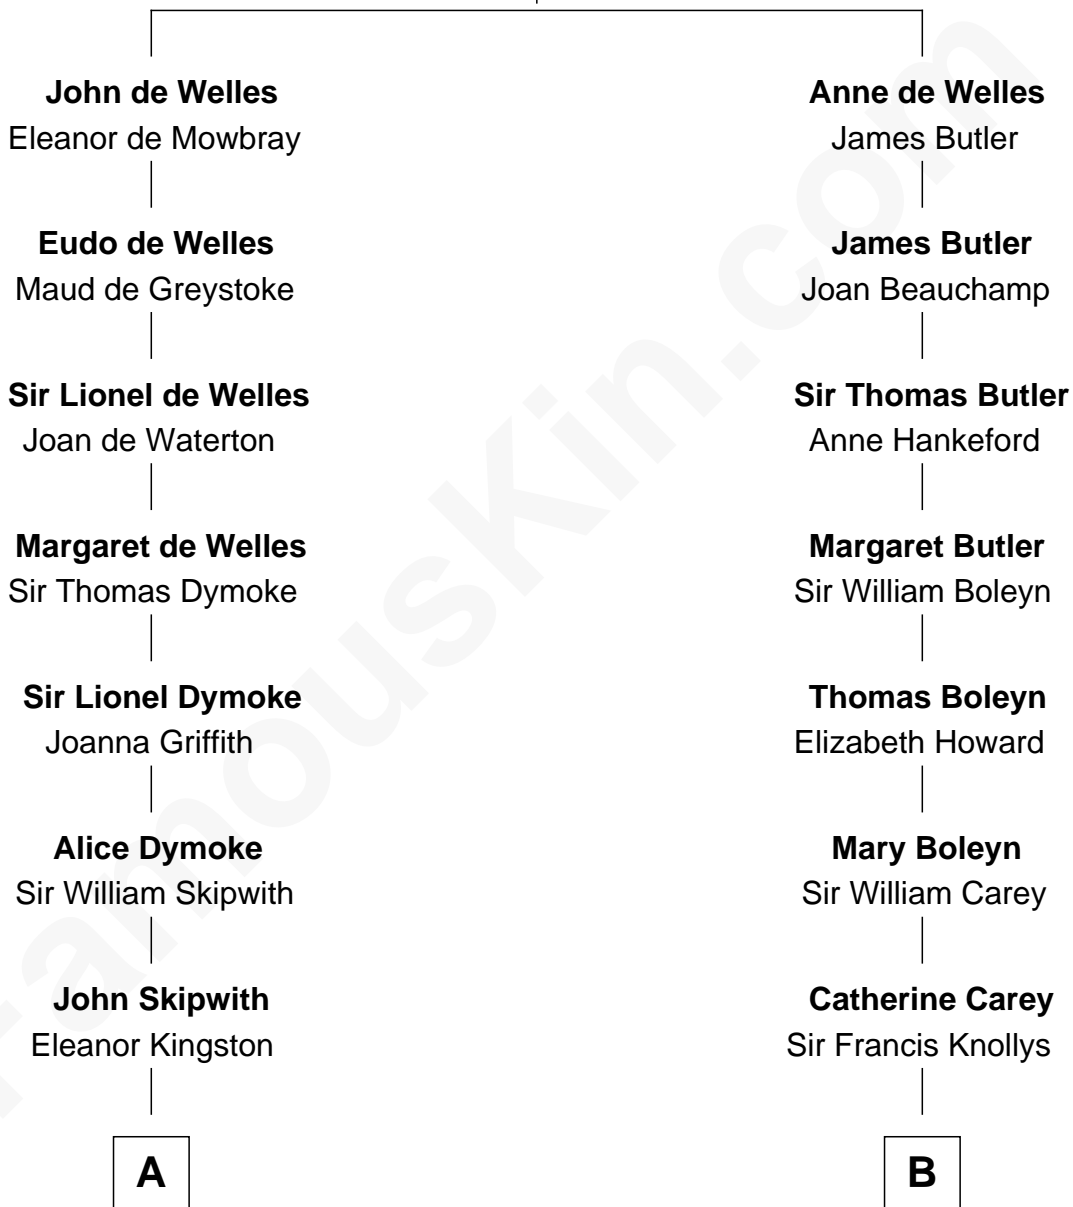 John de Welles
Eleanor de Mowbray
Eudo de Welles
Maud de Greystoke
Sir Lionel de Welles
Joan de Waterton
Margaret de Welles
Sir Thomas Dymoke
Sir Lionel Dymoke
Joanna Griffith
Alice Dymoke
Sir William Skipwith
John Skipwith
Eleanor Kingston
A
Anne de Welles
James Butler
James Butler
Joan Beauchamp
Sir Thomas Butler
Anne Hankeford
Margaret Butler
Sir William Boleyn
Thomas Boleyn
Elizabeth Howard
Mary Boleyn
Sir William Carey
Catherine Carey
Sir Francis Knollys
B
FamousKin.com